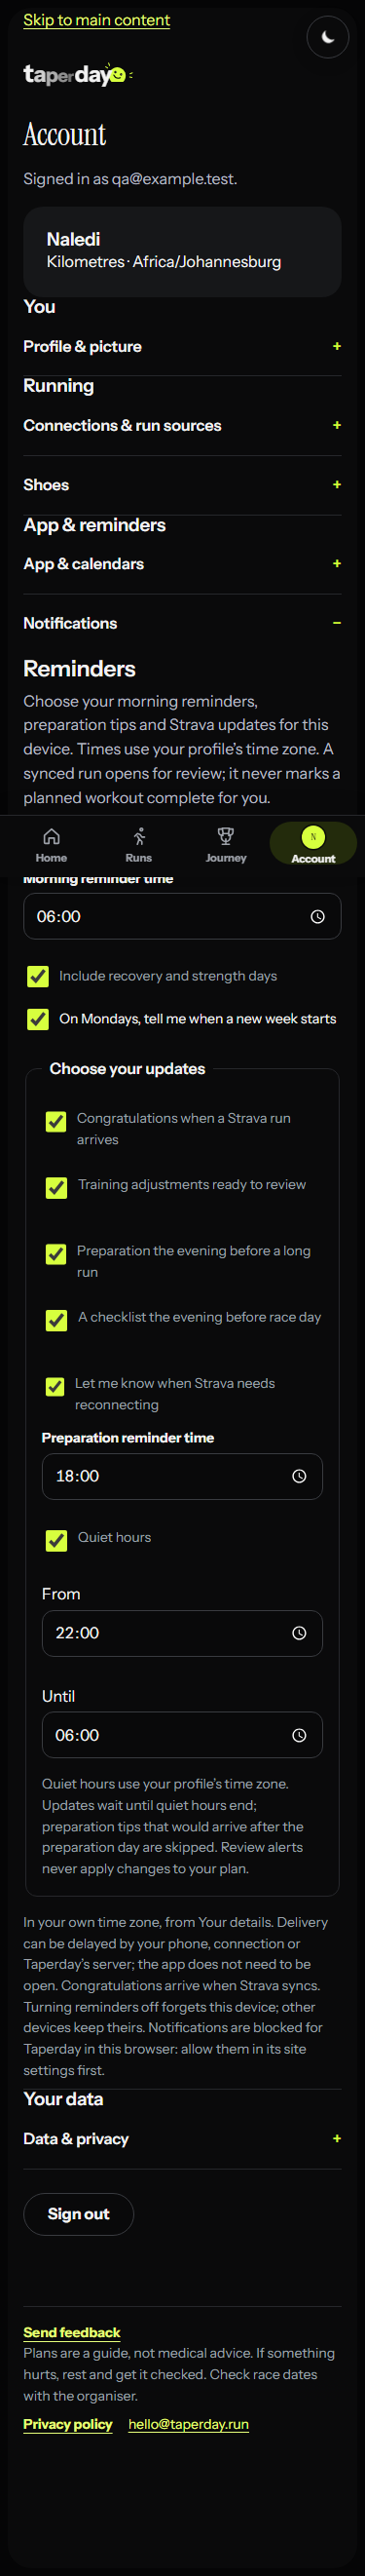 Skip to main content
taperday
Account
Signed in as qa@example.test.
Naledi
Kilometres · Africa/Johannesburg
You
Profile & picture +
Running
Connections & run sources +
Shoes +
App & reminders
App & calendars +
Notifications −
Reminders
Choose your morning reminders,
preparation tips and Strava updates for this
device. Times use your profile's time zone. A
synced run opens for review; it never marks a
planned workout complete for you.
Home
Runs
Journey
N
Account
Morning reminder time
06:00
Include recovery and strength days
On Mondays, tell me when a new week starts
Choose your updates
Congratulations when a Strava run
arrives
Training adjustments ready to review
Preparation the evening before a long
run
A checklist the evening before race day
Let me know when Strava needs
reconnecting
Preparation reminder time
18:00
Quiet hours
From
22:00
Until
06:00
Quiet hours use your profile's time zone.
Updates wait until quiet hours end;
preparation tips that would arrive after the
preparation day are skipped. Review alerts
never apply changes to your plan.
In your own time zone, from Your details. Delivery
can be delayed by your phone, connection or
Taperday's server; the app does not need to be
open. Congratulations arrive when Strava syncs.
Turning reminders off forgets this device; other
devices keep theirs. Notifications are blocked for
Taperday in this browser: allow them in its site
settings first.
Your data
Data & privacy +
Sign out
Send feedback
Plans are a guide, not medical advice. If something
hurts, rest and get it checked. Check race dates
with the organiser.
Privacy policy hello@taperday.run